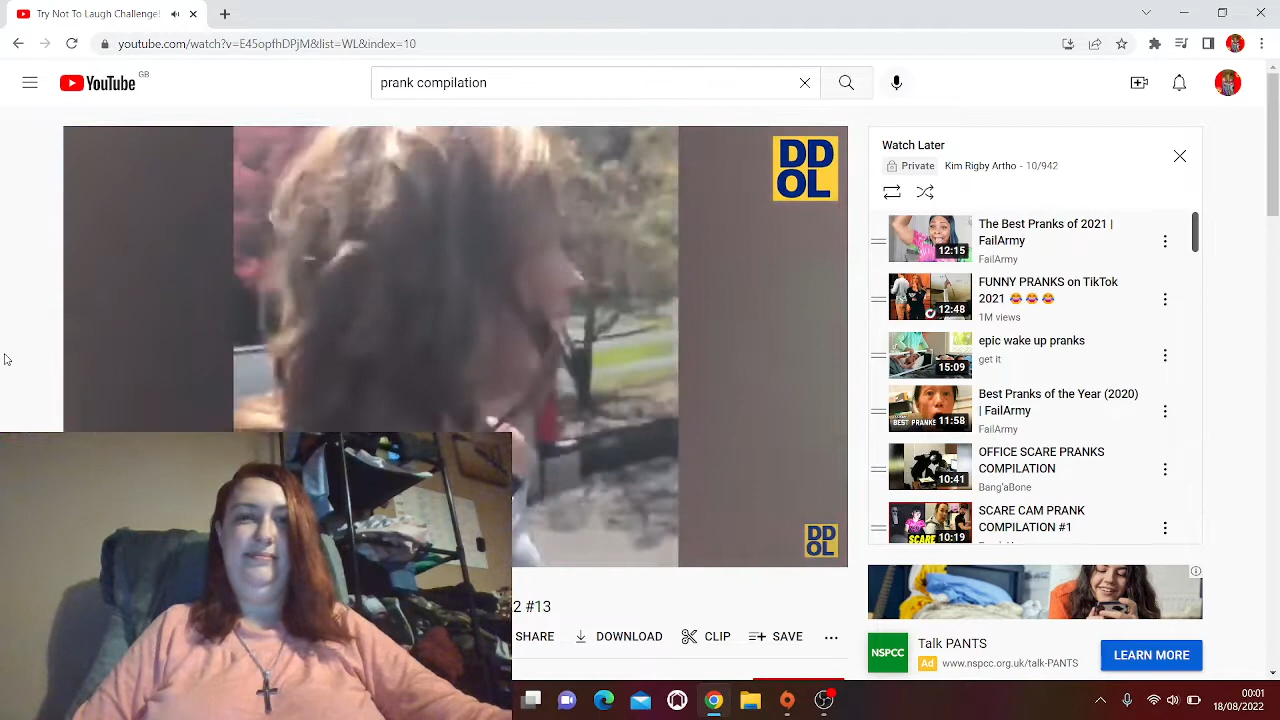 Try Not To Laugh Challenge!
youtube.com/watch?v=E45opfhDPjM&list=WL&index=10
YouTube GB
prank compilation
DD
OL
Watch Later
Private Kim Rigby Artho - 10/942
The Best Pranks of 2021 |
FailArmy
FailArmy
12:15
FUNNY PRANKS on TikTok
2021 😂😂😂
1M views
12:48
epic wake up pranks
get it
15:09
Best Pranks of the Year (2020)
| FailArmy
FailArmy
BEST PRANKS
11:58
OFFICE SCARE PRANKS
COMPILATION
Bang'aBone
10:41
SCARE CAM PRANK
COMPILATION #1
SCARE
10:19
DD
OL
2 #13
SHARE DOWNLOAD CLIP SAVE
NSPCC
Talk PANTS
Ad www.nspcc.org.uk/talk-PANTS
LEARN MORE
00:01
18/08/2022